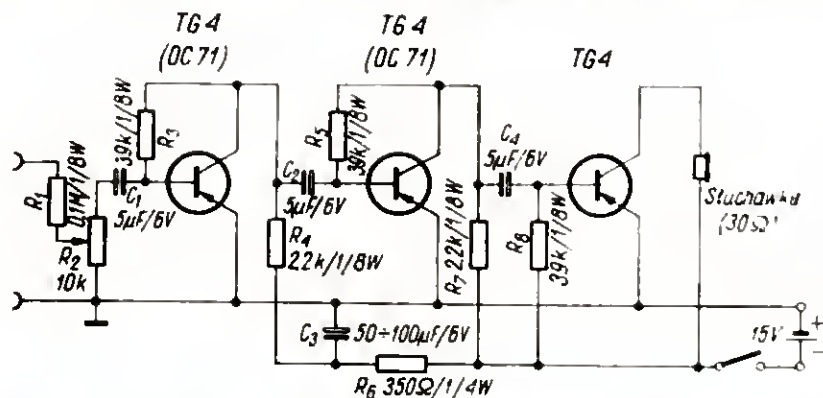 TG 4
(OC 71)
TG 4
(OC 71)
TG4
R3
39k/1/8W
R5
39k/1/8W
C4
5µF/6V
R1
0,1M/1/8W
C1
5µF/6V
C2
5µF/6V
R2
10k
R4
22k/1/8W
R7 22k/1/8W
R8
39k/1/8W
Słuchawka
(30Ω)
C3
50÷100µF/6V
R6 350Ω/1/4W
15V
+
−